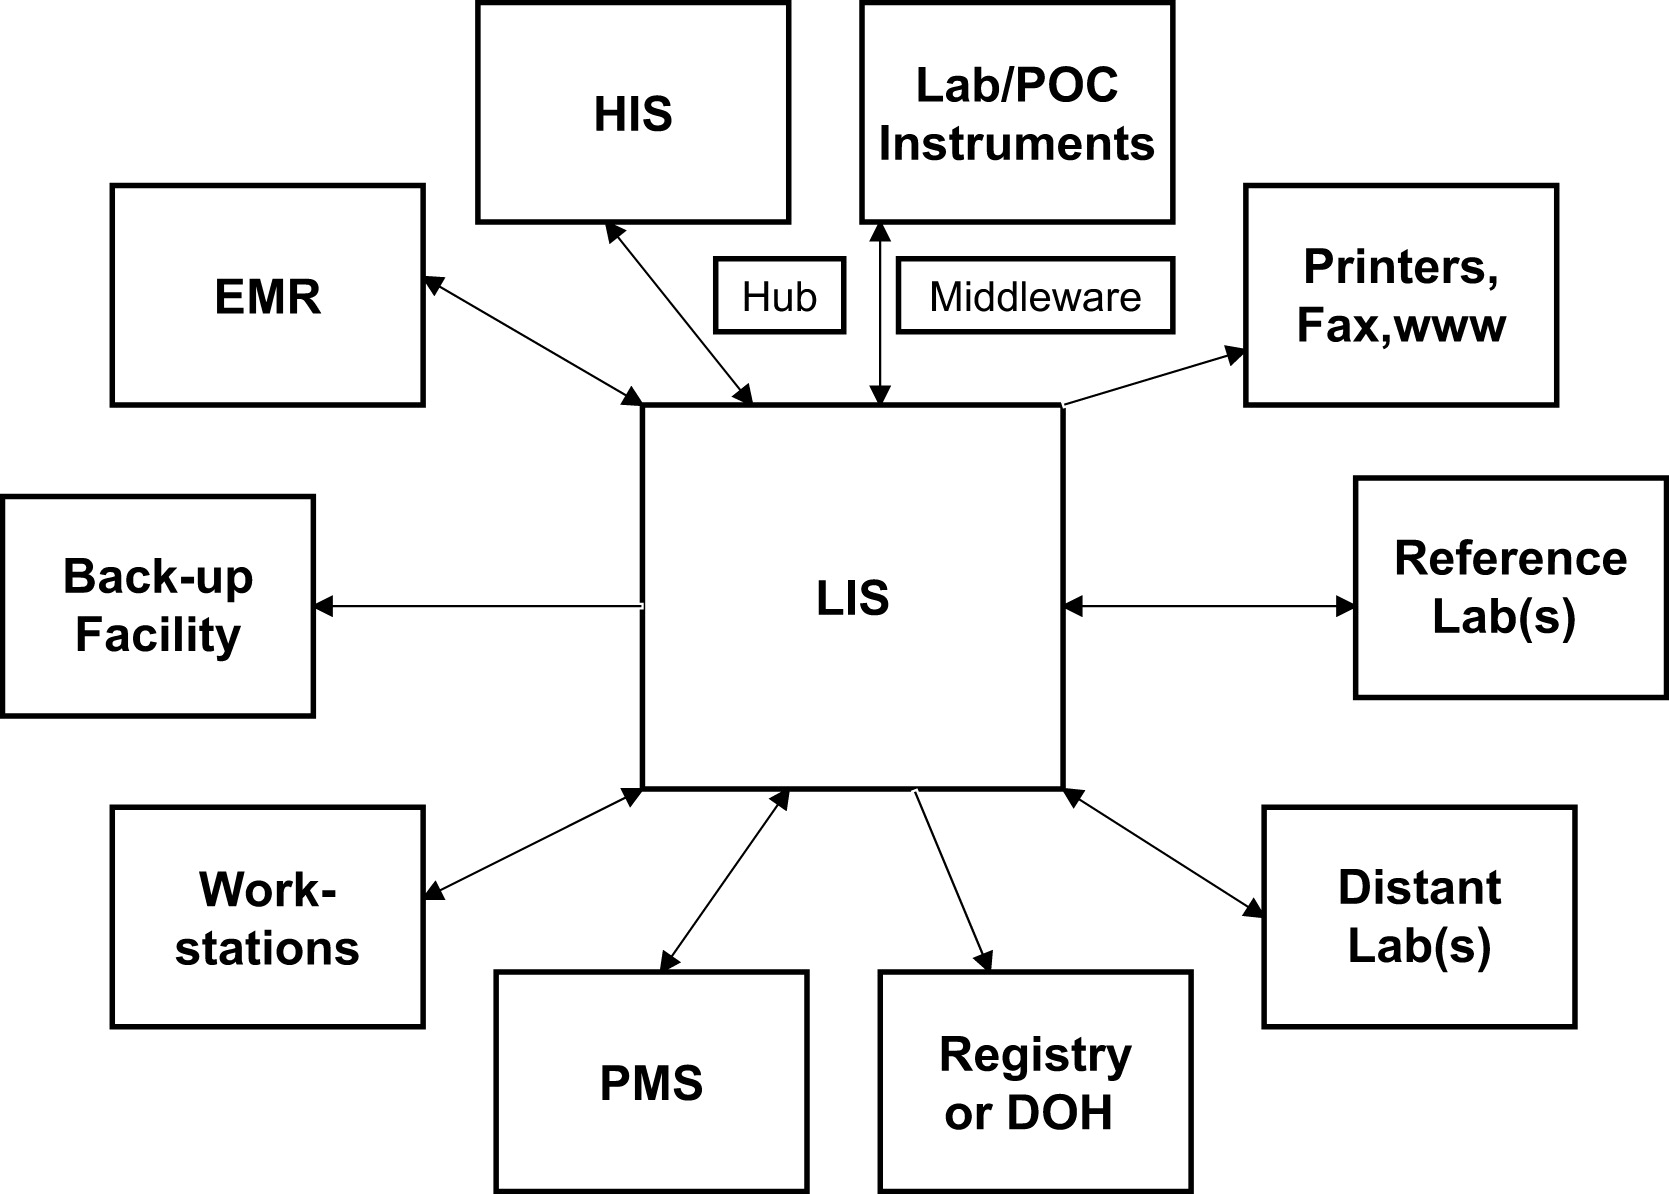 HIS
Lab/POC
Instruments
EMR
Hub
Middleware
Printers,
Fax,www
Back-up
Facility
LIS
Reference
Lab(s)
Work-
stations
PMS
Registry
or DOH
Distant
Lab(s)